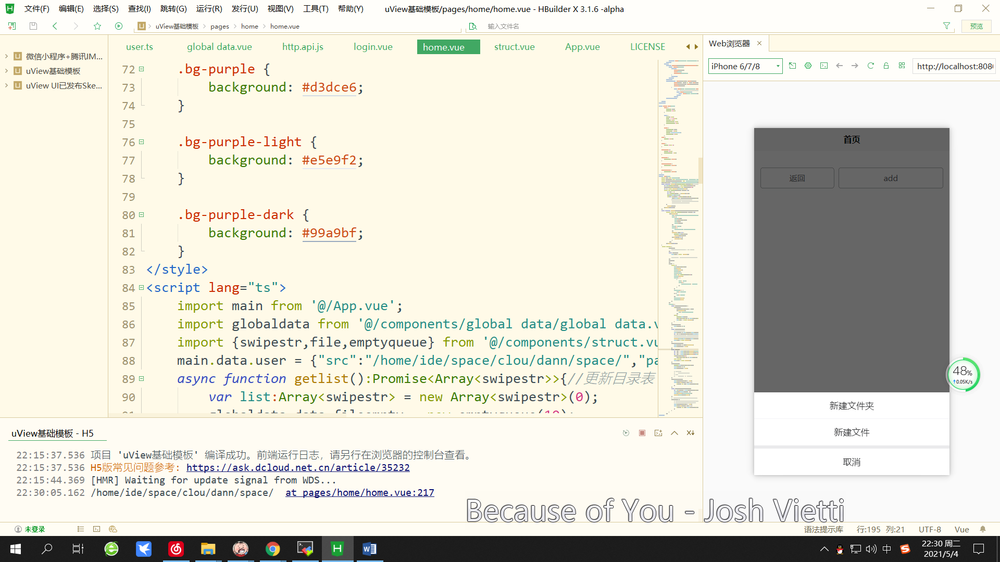 文件(F) 编辑(E) 选择(S) 查找(I) 跳转(G) 运行(R) 发行(U) 视图(V) 工具(T) 帮助(Y) uView基础模板/pages/home/home.vue - HBuilder X 3.1.6 -alpha
uView基础模板 pages home home.vue 输入文件名 预览
微信小程序+腾讯IM...
uView基础模板
uView UI已发布Ske...
user.ts global data.vue http.api.js login.vue home.vue struct.vue App.vue LICENSE
72 .bg-purple {
73 background: #d3dce6;
74 }
75
76 .bg-purple-light {
77 background: #e5e9f2;
78 }
79
80 .bg-purple-dark {
81 background: #99a9bf;
82 }
83 </style>
84 <script lang="ts">
85 import main from '@/App.vue';
86 import globaldata from '@/components/global data/global data.v
87 import {swipestr,file,emptyqueue} from '@/components/struct.vu
88 main.data.user = {"src":"/home/ide/space/clou/dann/space/","pa
89 async function getlist():Promise<Array<swipestr>>{//更新目录表
90 var list:Array<swipestr> = new Array<swipestr>(0);
Web浏览器
iPhone 6/7/8 http://localhost:808
首页
返回 add
48%
↑0.05K/s
新建文件夹
新建文件
取消
uView基础模板 - H5
22:15:37.536 项目 'uView基础模板' 编译成功。前端运行日志，请另行在浏览器的控制台查看。
22:15:37.536 H5版常见问题参考: https://ask.dcloud.net.cn/article/35232
22:15:44.369 [HMR] Waiting for update signal from WDS...
22:30:05.162 /home/ide/space/clou/dann/space/ at pages/home/home.vue:217
Because of You - Josh Vietti
未登录 语法提示库 行:195 列:21 UTF-8 Vue
中 22:30 周二
2021/5/4